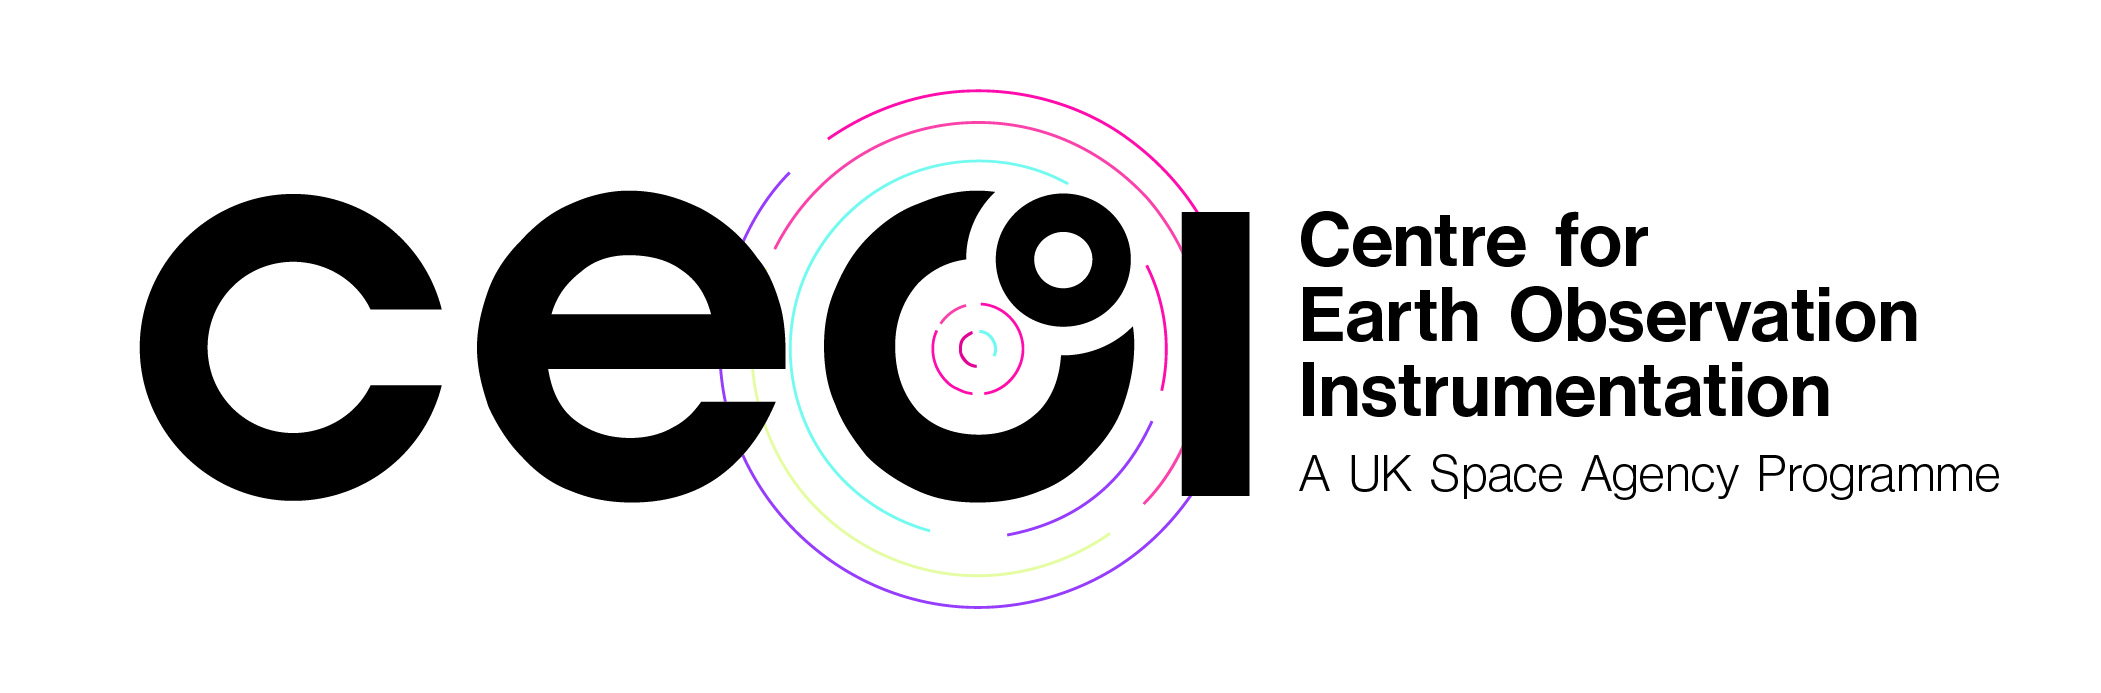 ceoi
Centre for
Earth Observation
Instrumentation
A UK Space Agency Programme